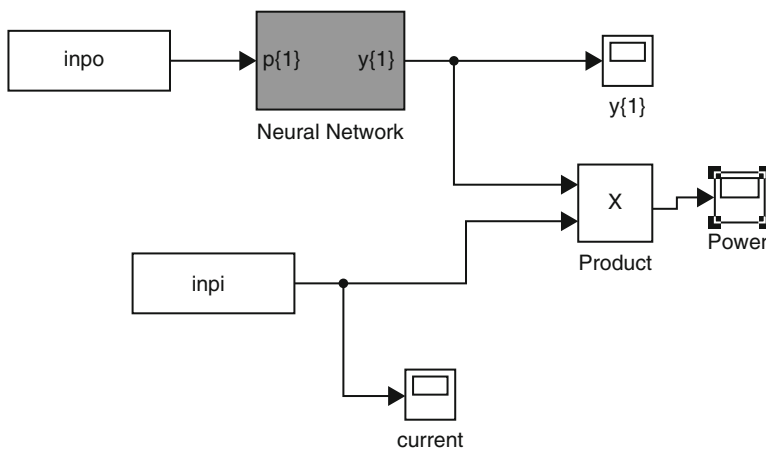 inpo
p{1}
y{1}
Neural Network
y{1}
X
Product
Power
inpi
current